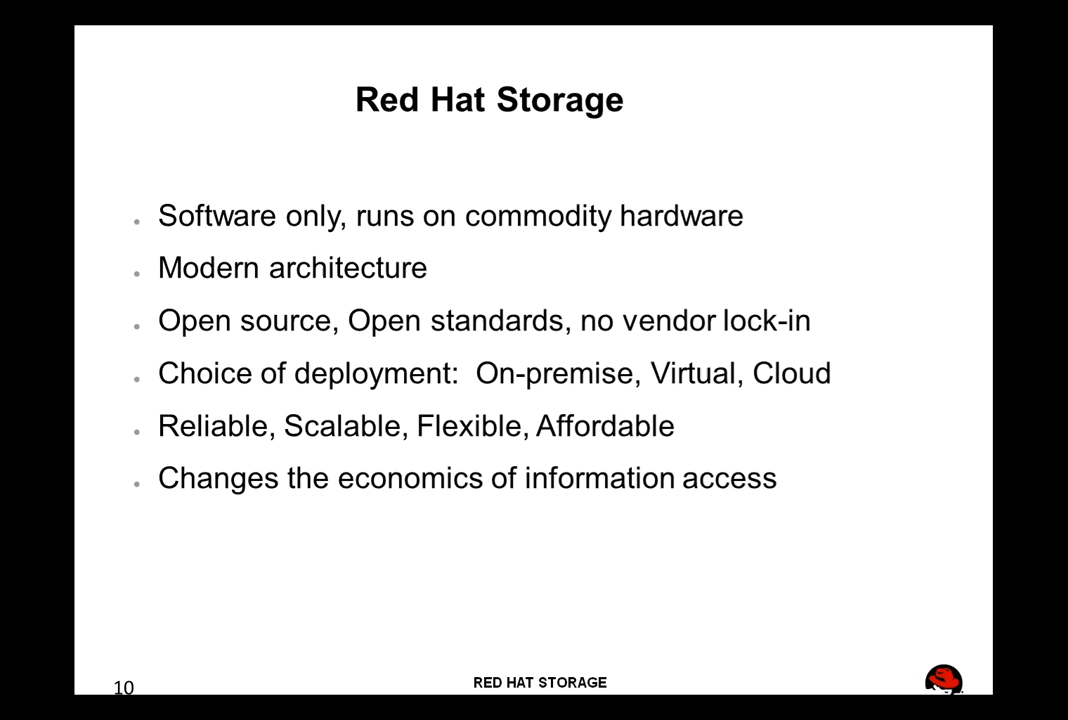 Red Hat Storage
Software only, runs on commodity hardware
Modern architecture
Open source, Open standards, no vendor lock-in
Choice of deployment:  On-premise, Virtual, Cloud
Reliable, Scalable, Flexible, Affordable
Changes the economics of information access
10
RED HAT STORAGE